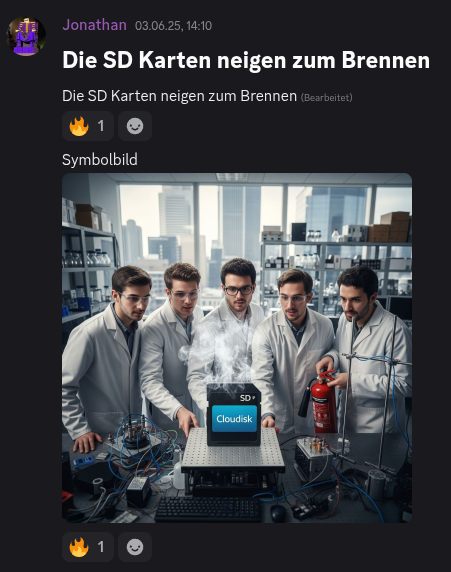 Jonathan 03.06.25, 14:10
Die SD Karten neigen zum Brennen
Die SD Karten neigen zum Brennen (Bearbeitet)
🔥 1
Symbolbild
SD
Cloudisk
🔥 1